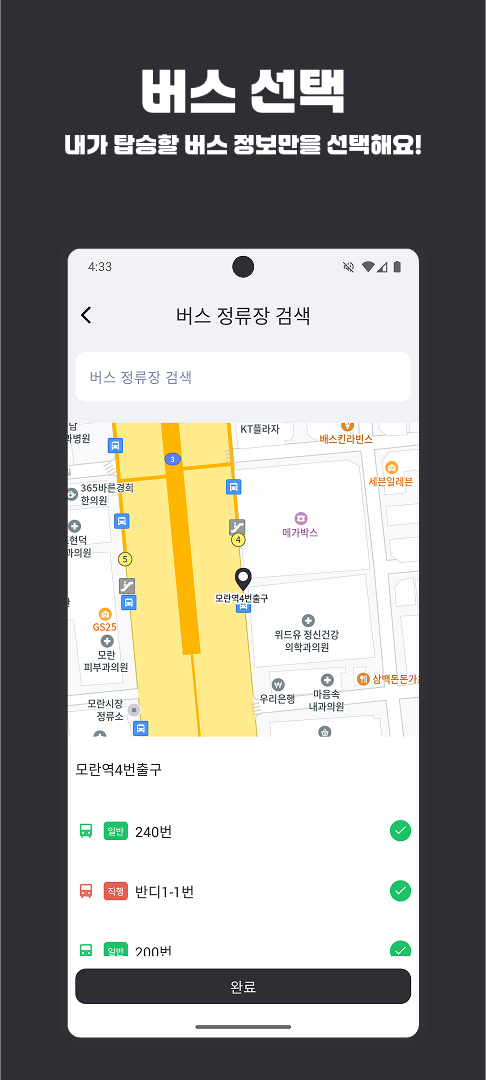 버스 선택
내가 탑승할 버스 정보만을 선택해요!
4:33
버스 정류장 검색
버스 정류장 검색
KT플라자
배스킨라빈스
3
세븐일레븐
365바른경희
한의원
메가박스
4
5
모란역4번출구
GS25
위드유 정신건강
의학과의원
모란
피부과의원
삼백돈돈가
우리은행
마음속
내과의원
모란시장
정류소
모란역4번출구
일반 240번
직행 반디1-1번
일반 200번
완료